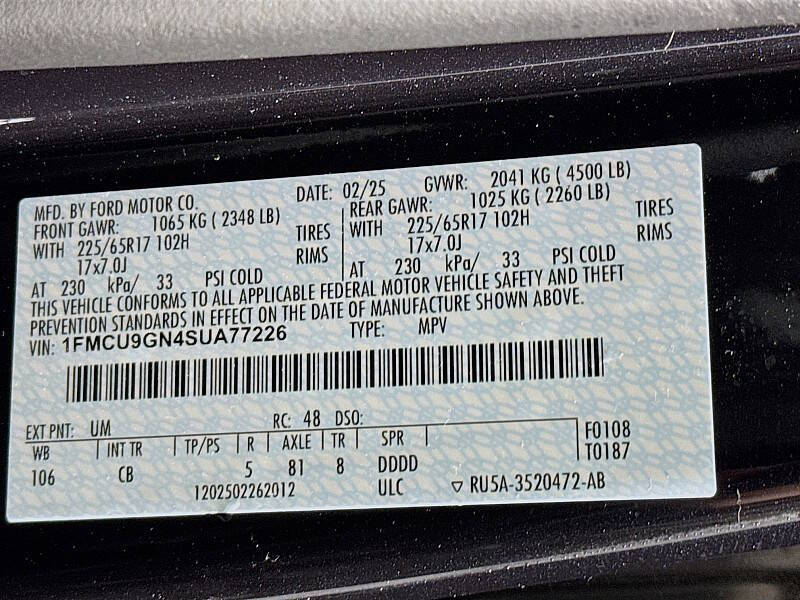 MFD. BY FORD MOTOR CO. DATE: 02/25 GVWR: 2041 KG ( 4500 LB)
FRONT GAWR: 1065 KG ( 2348 LB) REAR GAWR: 1025 KG ( 2260 LB)
WITH 225/65R17 102H TIRES WITH 225/65R17 102H TIRES
17x7.0J RIMS 17x7.0J RIMS
AT 230 kPa/ 33 PSI COLD AT 230 kPa/ 33 PSI COLD
THIS VEHICLE CONFORMS TO ALL APPLICABLE FEDERAL MOTOR VEHICLE SAFETY AND THEFT
PREVENTION STANDARDS IN EFFECT ON THE DATE OF MANUFACTURE SHOWN ABOVE.
VIN: 1FMCU9GN4SUA77226 TYPE: MPV
EXT PNT: UM RC: 48 DSO:
WB INT TR TP/PS R AXLE TR SPR F0108
106 CB 5 81 8 DDDD T0187
1202502262012 ULC ▽ RU5A-3520472-AB